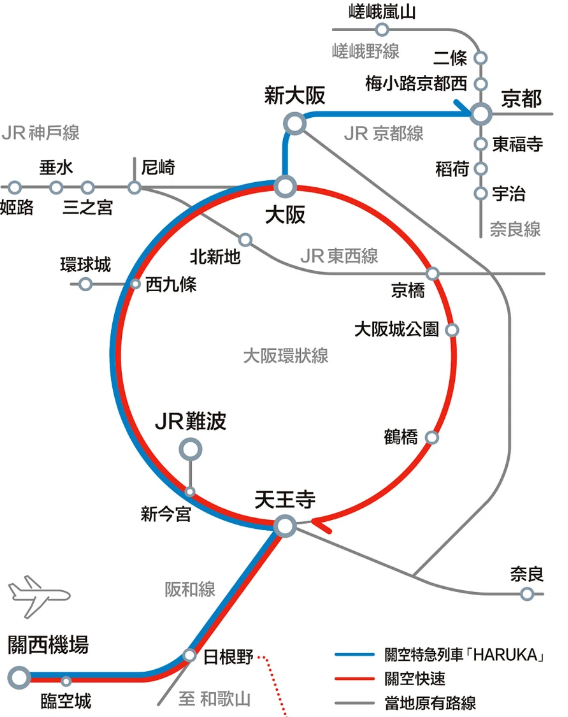 嵯峨嵐山
嵯峨野線
二條
梅小路京都西
新大阪
京都
JR 神戶線
JR 京都線
東福寺
垂水
尼崎
稻荷
姬路
三之宮
宇治
大阪
奈良線
北新地
JR 東西線
環球城
西九條
京橋
大阪城公園
大阪環狀線
JR 難波
鶴橋
天王寺
新今宮
奈良
阪和線
關西機場
日根野
關空特急列車「HARUKA」
關空快速
臨空城
至 和歌山
當地原有路線